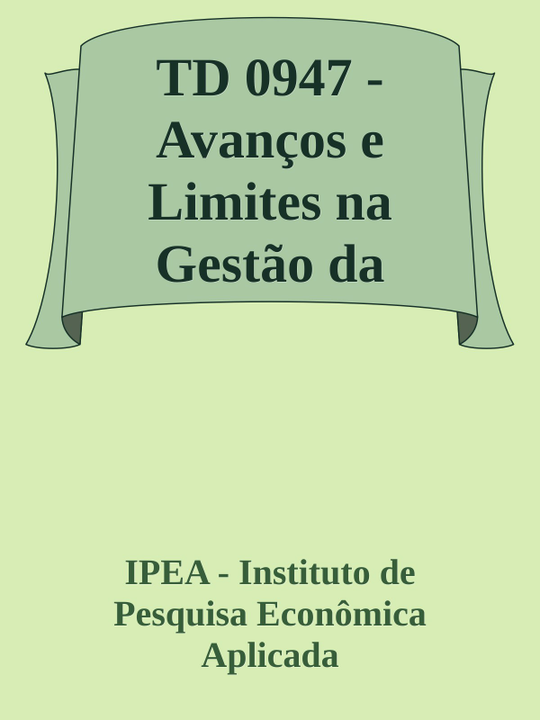 TD 0947 -
Avanços e
Limites na
Gestão da
IPEA - Instituto de
Pesquisa Econômica
Aplicada